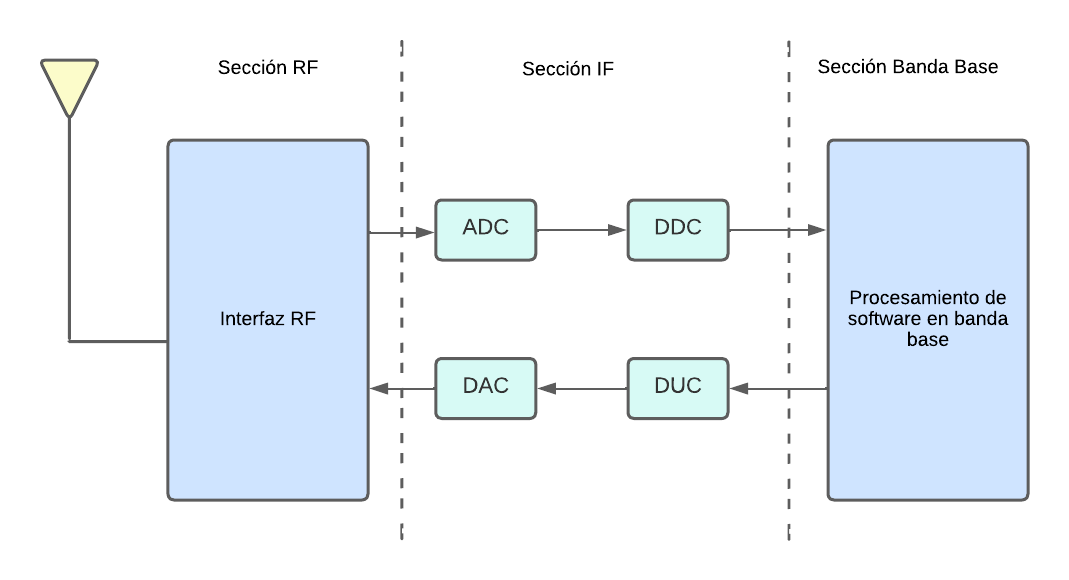 Sección RF
Sección IF
Sección Banda Base
ADC
DDC
Interfaz RF
Procesamiento de
software en banda
base
DAC
DUC